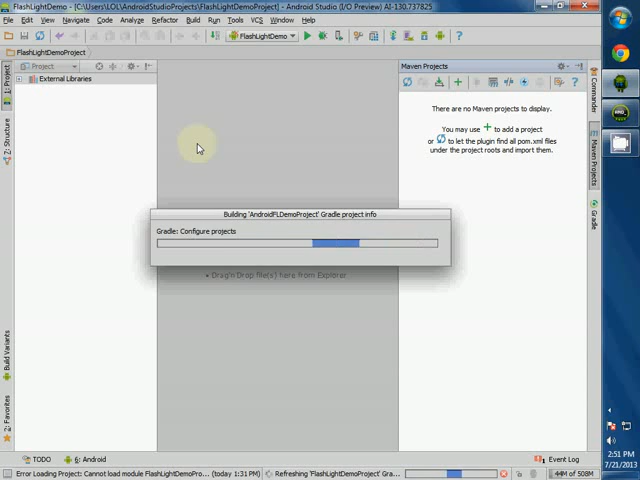 FlashLightDemo - [C:\Users\LOL\AndroidStudioProjects\FlashLightDemoProject] - Android Studio (I/O Preview) AI-130.737825
File Edit View Navigate Code Analyze Refactor Build Run Tools VCS Window Help
FlashLightDemo
FlashLightDemoProject
Project
Maven Projects
External Libraries
1: Project
Z: Structure
Build Variants
2: Favorites
Commander
Maven Projects
Gradle
There are no Maven projects to display.
You may use to add a project
or to let the plugin find all pom.xml files
under the project roots and import them.
Building 'AndroidFLDemoProject' Gradle project info
Gradle: Configure projects
• Drag'n Drop file(s) here from Explorer
TODO
6: Android
Event Log
Error Loading Project: Cannot load module FlashLightDemoPro... (today 1:31 PM)
Refreshing 'FlashLightDemoProject' Gra...
44M of 508M
2:51 PM
7/21/2013